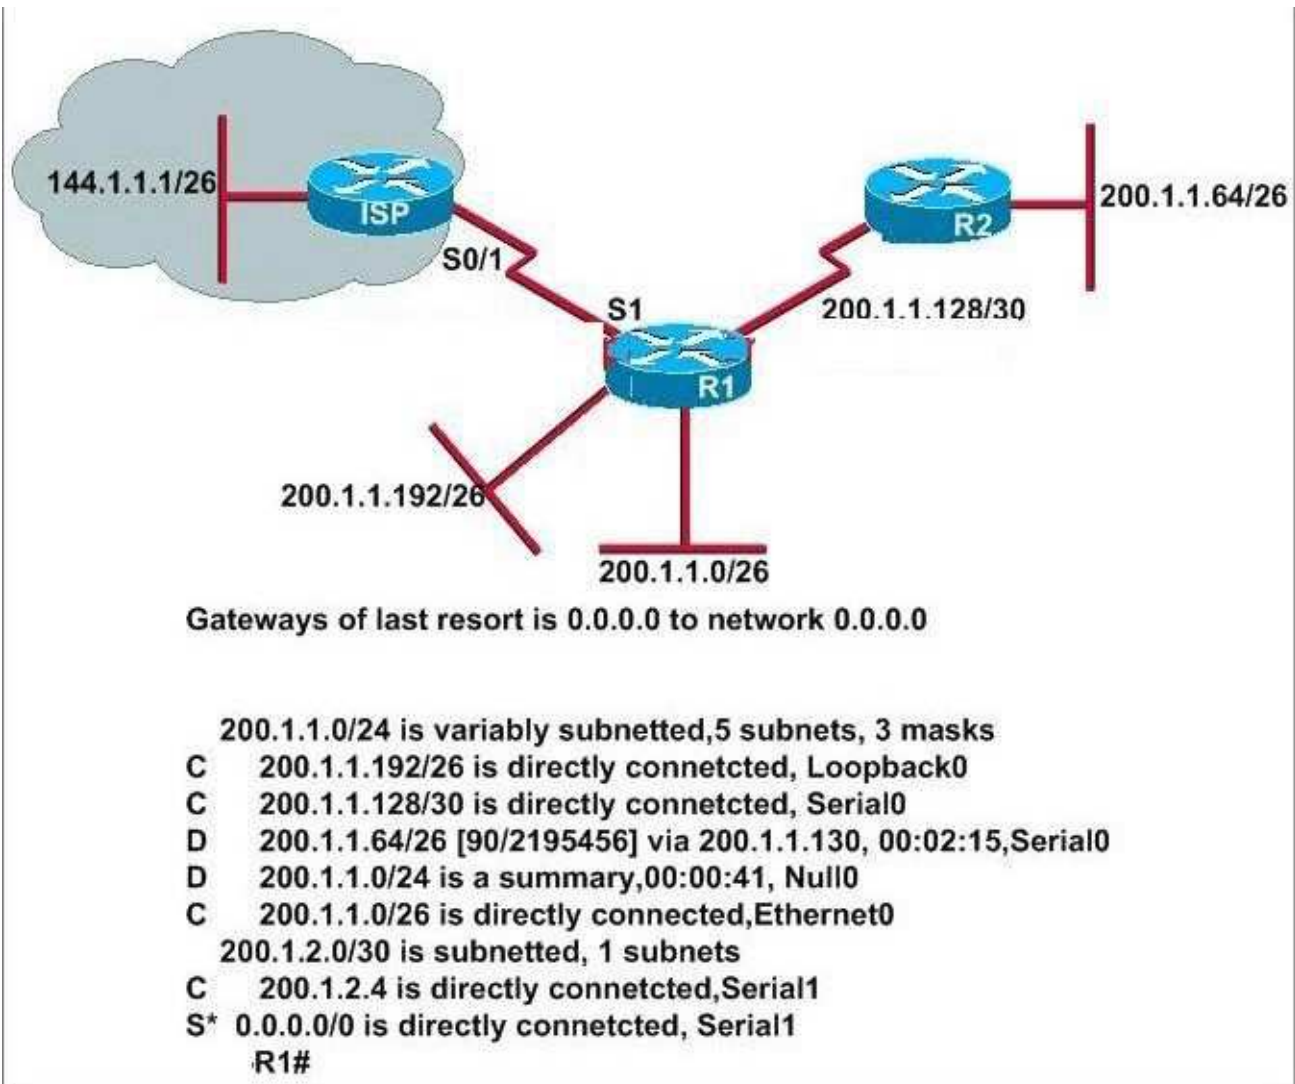 144.1.1.1/26
ISP
S0/1
R2
200.1.1.64/26
200.1.1.128/30
S1
R1
200.1.1.192/26
200.1.1.0/26
Gateways of last resort is 0.0.0.0 to network 0.0.0.0
200.1.1.0/24 is variably subnetted,5 subnets, 3 masks
C 200.1.1.192/26 is directly connetcted, Loopback0
C 200.1.1.128/30 is directly connetcted, Serial0
D 200.1.1.64/26 [90/2195456] via 200.1.1.130, 00:02:15,Serial0
D 200.1.1.0/24 is a summary,00:00:41, Null0
C 200.1.1.0/26 is directly connected,Ethernet0
200.1.2.0/30 is subnetted, 1 subnets
C 200.1.2.4 is directly connetcted,Serial1
S* 0.0.0.0/0 is directly connetcted, Serial1
R1#